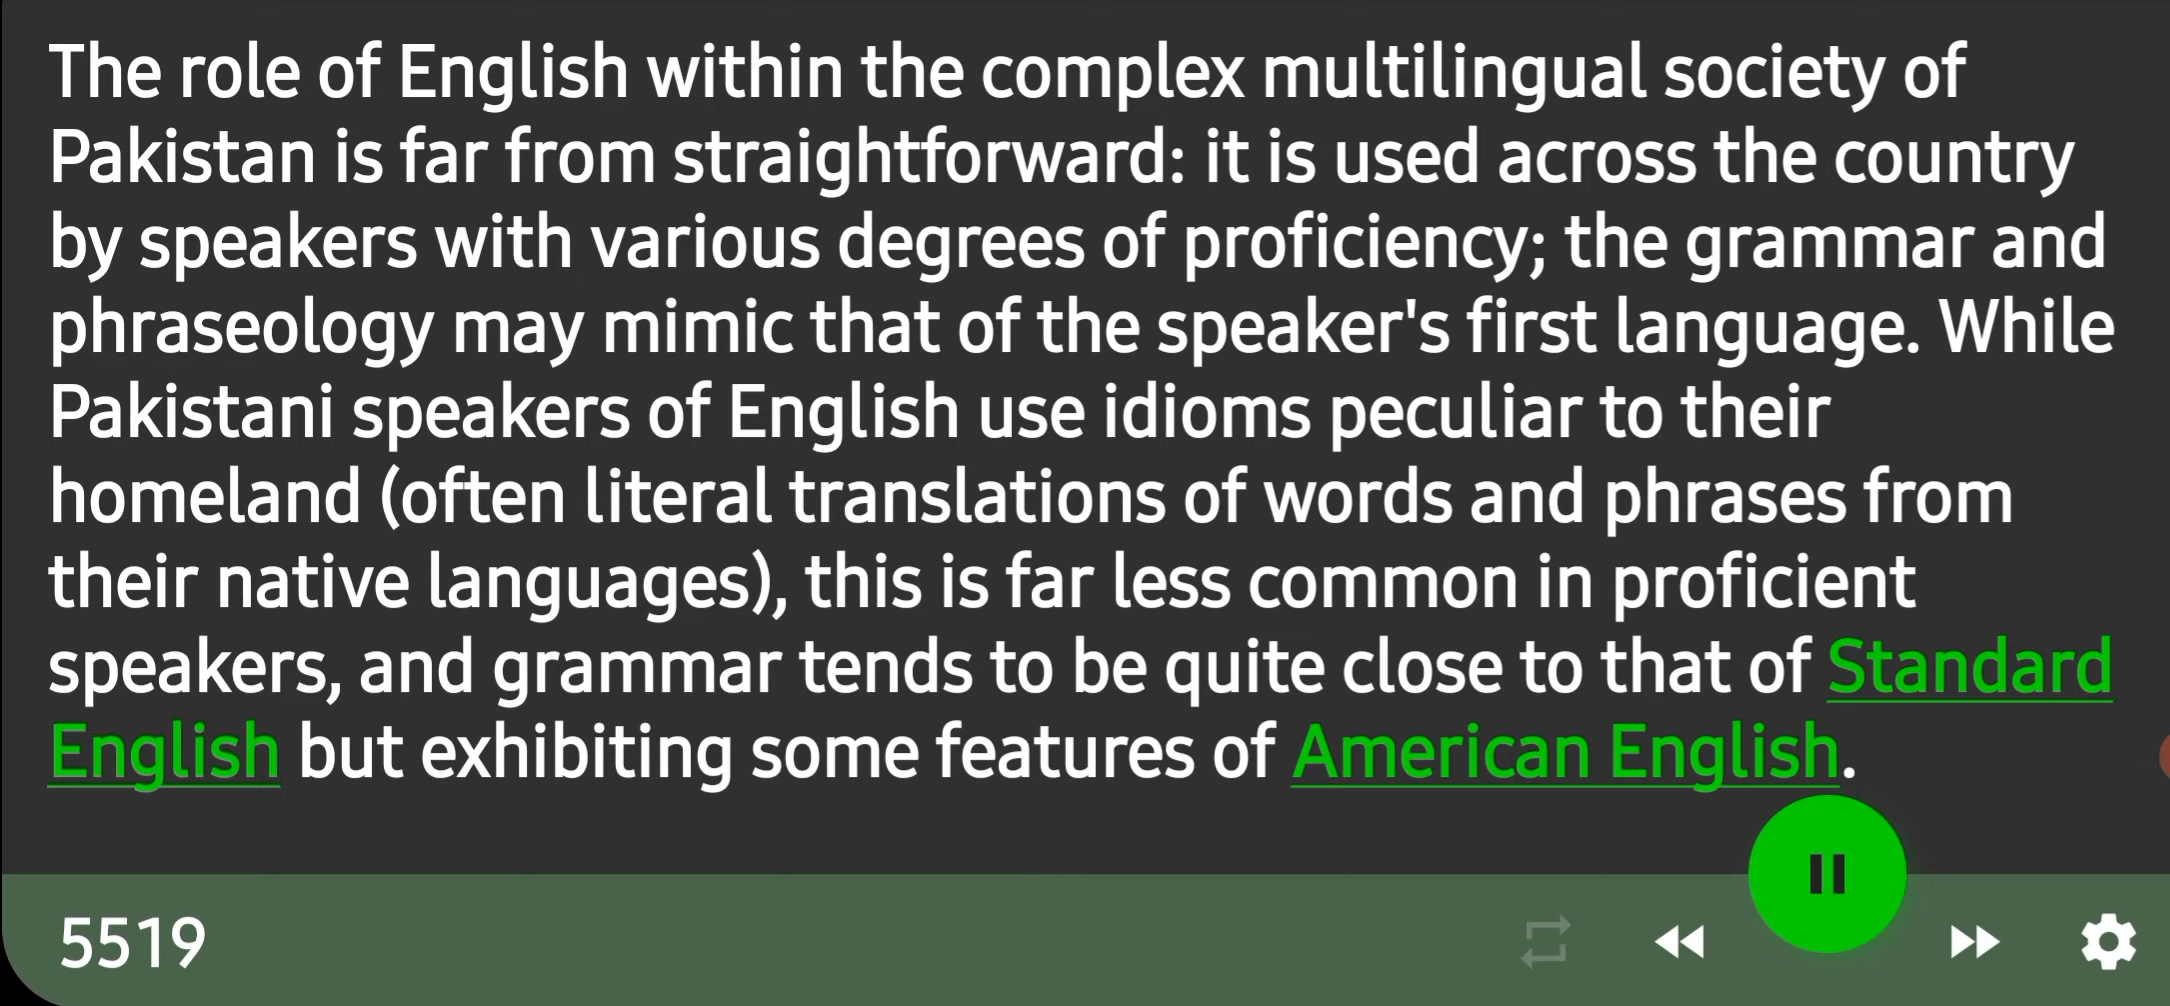 The role of English within the complex multilingual society of
Pakistan is far from straightforward: it is used across the country
by speakers with various degrees of proficiency; the grammar and
phraseology may mimic that of the speaker's first language. While
Pakistani speakers of English use idioms peculiar to their
homeland (often literal translations of words and phrases from
their native languages), this is far less common in proficient
speakers, and grammar tends to be quite close to that of Standard
English but exhibiting some features of American English.
5519